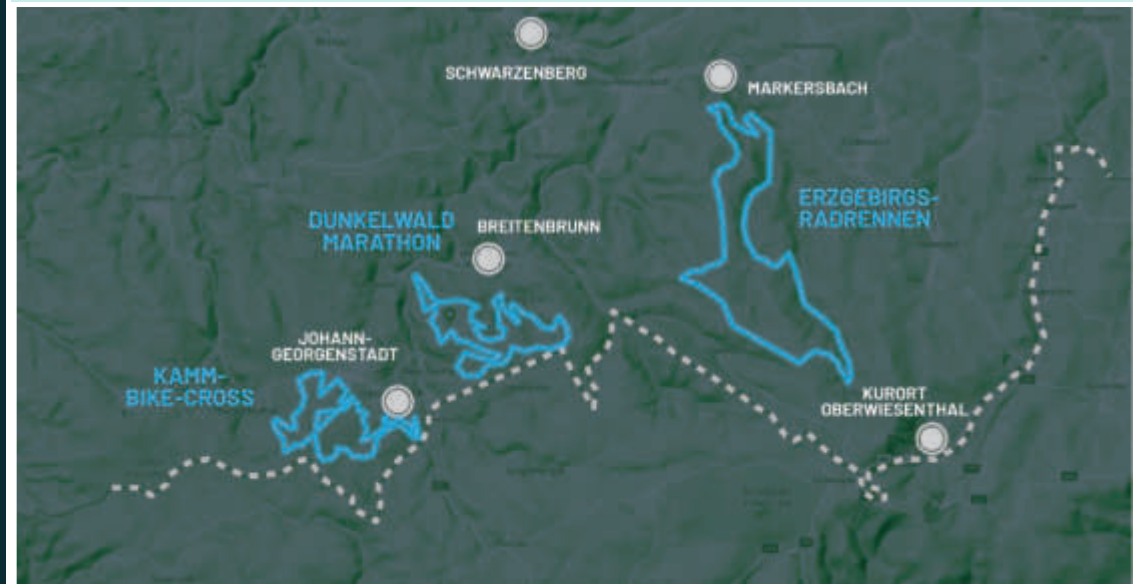 SCHWARZENBERG
MARKERSBACH
ERZGEBIRGS-
RADRENNEN
DUNKELWALD
MARATHON
BREITENBRUNN
JOHANN-
GEORGENSTADT
KAMM-
BIKE-CROSS
KURORT
OBERWIESENTHAL